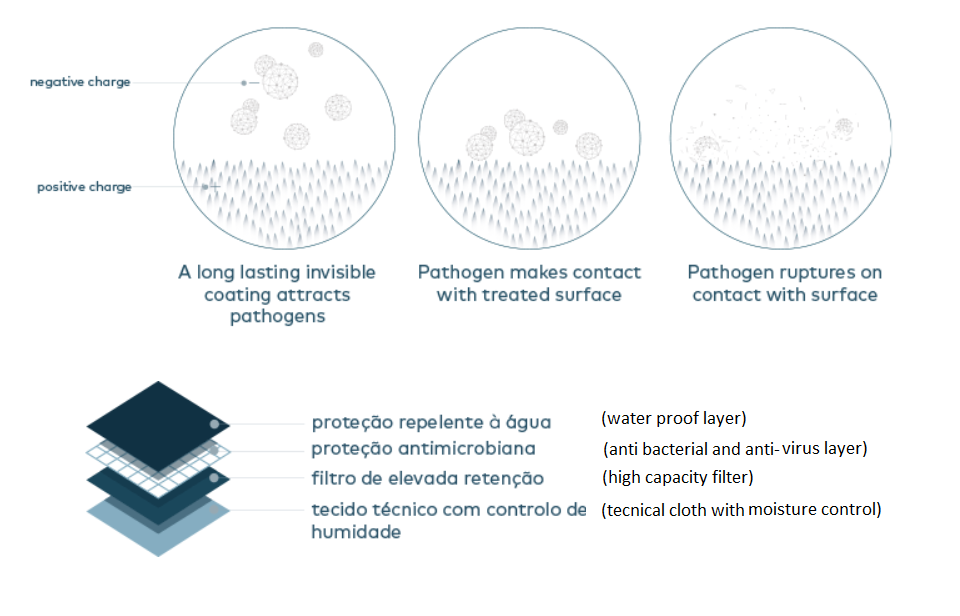 negative charge
positive charge
A long lasting invisible
coating attracts
pathogens
Pathogen makes contact
with treated surface
Pathogen ruptures on
contact with surface
proteção repelente à água
(water proof layer)
proteção antimicrobiana
(anti bacterial and anti-virus layer)
filtro de elevada retenção
(high capacity filter)
tecido técnico com controlo de
humidade
(tecnical cloth with moisture control)